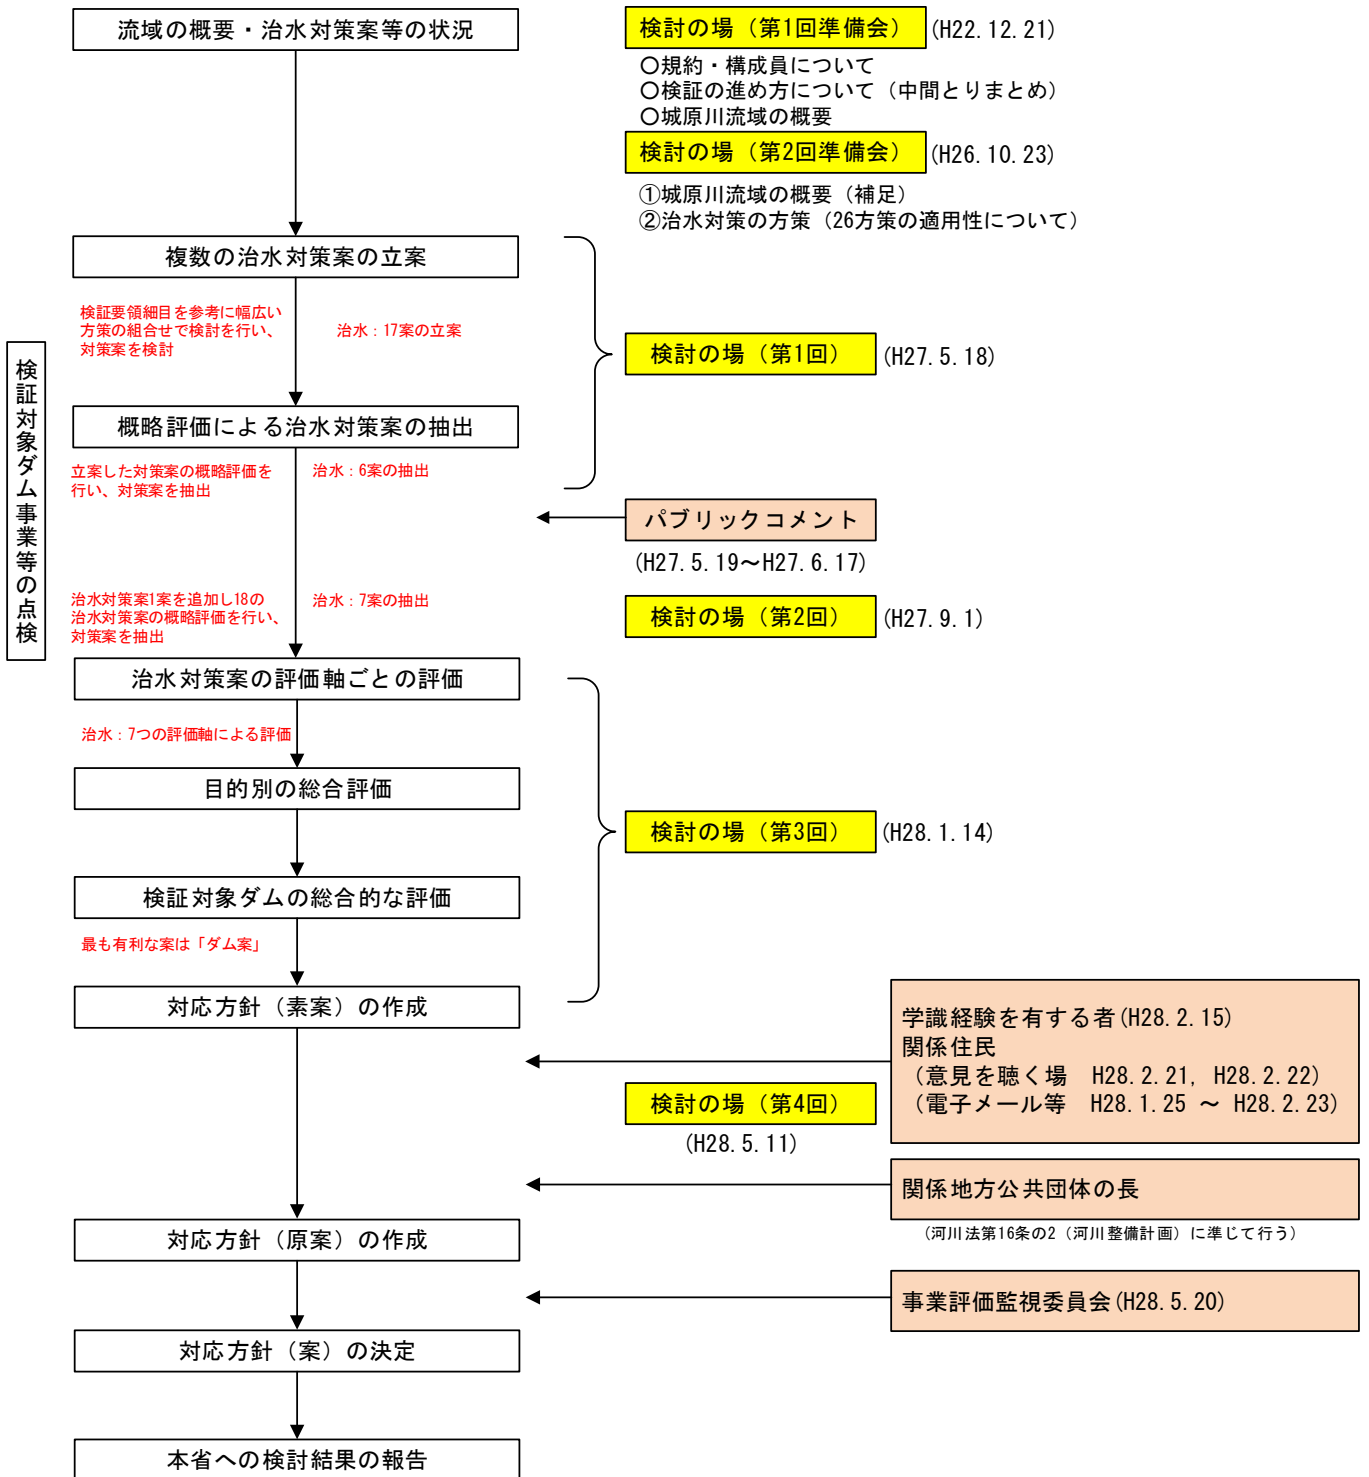 流域の概要・治水対策案等の状況
検討の場（第1回準備会）
(H22.12.21)
〇規約・構成員について
〇検証の進め方について（中間とりまとめ）
〇城原川流域の概要
検討の場（第2回準備会）
(H26.10.23)
①城原川流域の概要（補足）
②治水対策の方策（26方策の適用性について）
複数の治水対策案の立案
検証要領細目を参考に幅広い
方策の組合せで検討を行い、
対策案を検討
治水：17案の立案
検討の場（第1回）
(H27.5.18)
検証対象ダム事業等の点検
概略評価による治水対策案の抽出
立案した対策案の概略評価を
行い、対策案を抽出
治水：6案の抽出
パブリックコメント
(H27.5.19～H27.6.17)
治水対策案1案を追加し18の
治水対策案の概略評価を行い、
対策案を抽出
治水：7案の抽出
検討の場（第2回）
(H27.9.1)
治水対策案の評価軸ごとの評価
治水：7つの評価軸による評価
目的別の総合評価
検討の場（第3回）
(H28.1.14)
検証対象ダムの総合的な評価
最も有利な案は「ダム案」
対応方針（素案）の作成
学識経験を有する者(H28.2.15)
関係住民
（意見を聴く場　H28.2.21, H28.2.22）
（電子メール等　H28.1.25 ～ H28.2.23）
検討の場（第4回）
(H28.5.11)
関係地方公共団体の長
（河川法第16条の2（河川整備計画）に準じて行う）
対応方針（原案）の作成
事業評価監視委員会(H28.5.20)
対応方針（案）の決定
本省への検討結果の報告